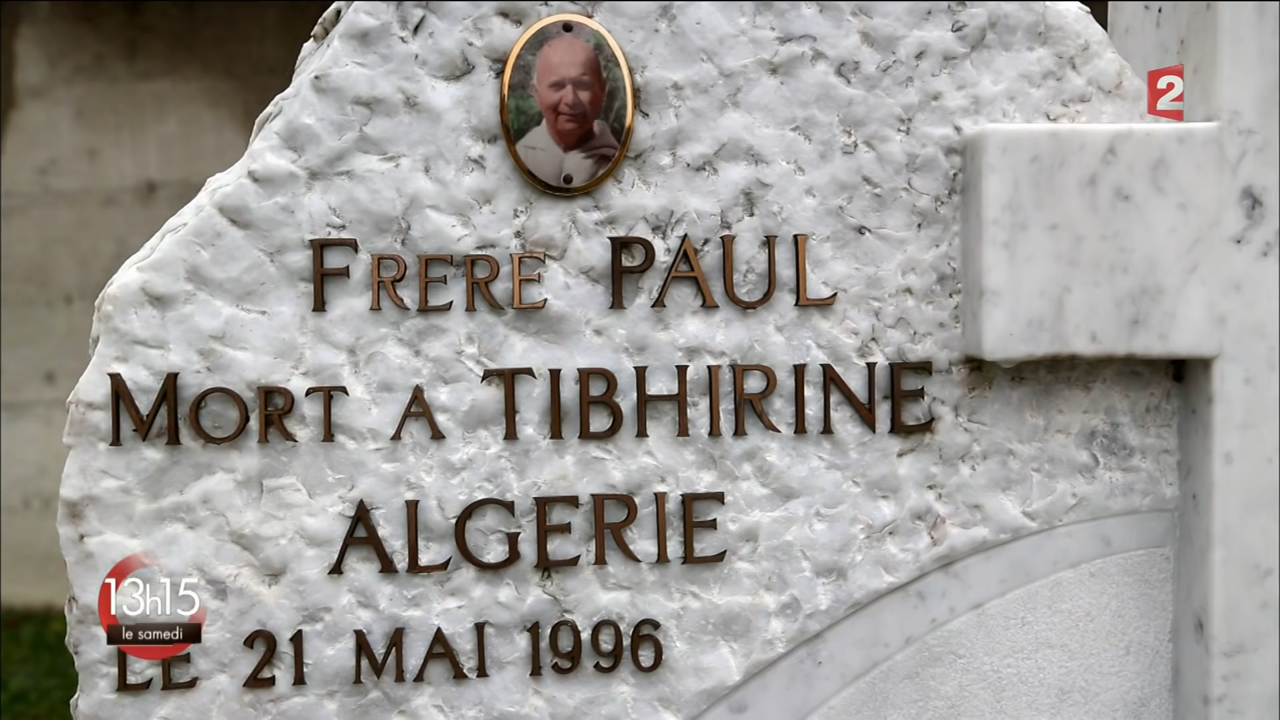 2
FRERE PAUL
MORT A TIBHIRINE
ALGERIE
13h15
le samedi
LE 21 MAI 1996